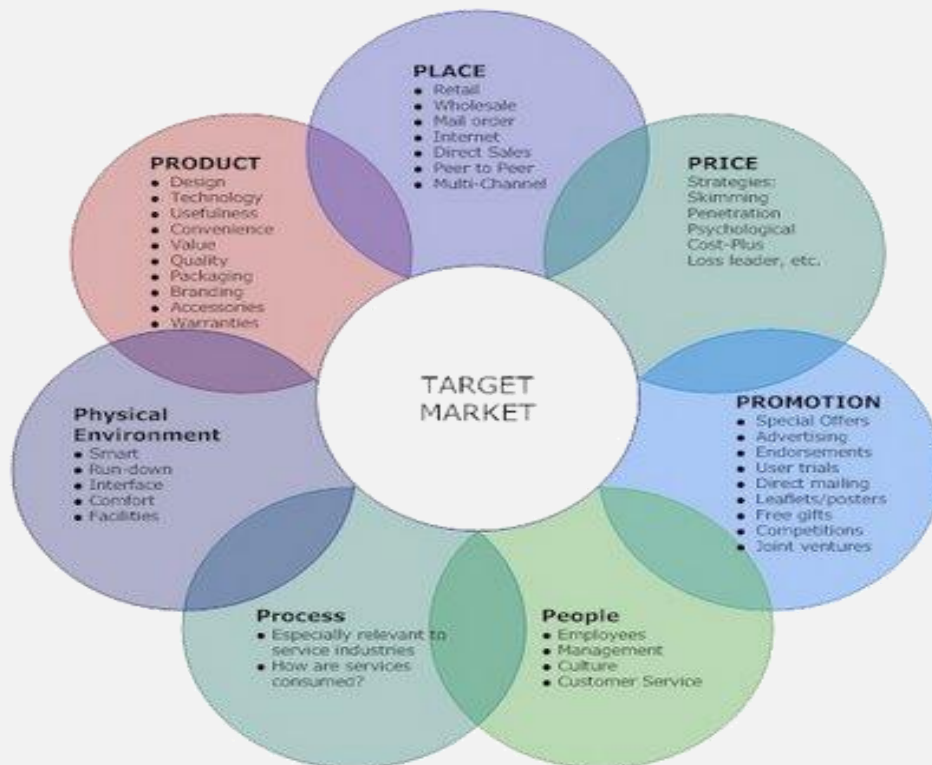 PLACE
● Retail
● Wholesale
● Mail order
● Internet
● Direct Sales
● Peer to Peer
● Multi-Channel
PRODUCT
● Design
● Technology
● Usefulness
● Convenience
● Value
● Quality
● Packaging
● Branding
● Accessories
● Warranties
PRICE
Strategies:
Skimming
Penetration
Psychological
Cost-Plus
Loss leader, etc.
TARGET
MARKET
Physical
Environment
● Smart
● Run-down
● Interface
● Comfort
● Facilities
PROMOTION
● Special Offers
● Advertising
● Endorsements
● User trials
● Direct mailing
● Leaflets/posters
● Free gifts
● Competitions
● Joint ventures
Process
● Especially relevant to
service industries
● How are services
consumed?
People
● Employees
● Management
● Culture
● Customer Service